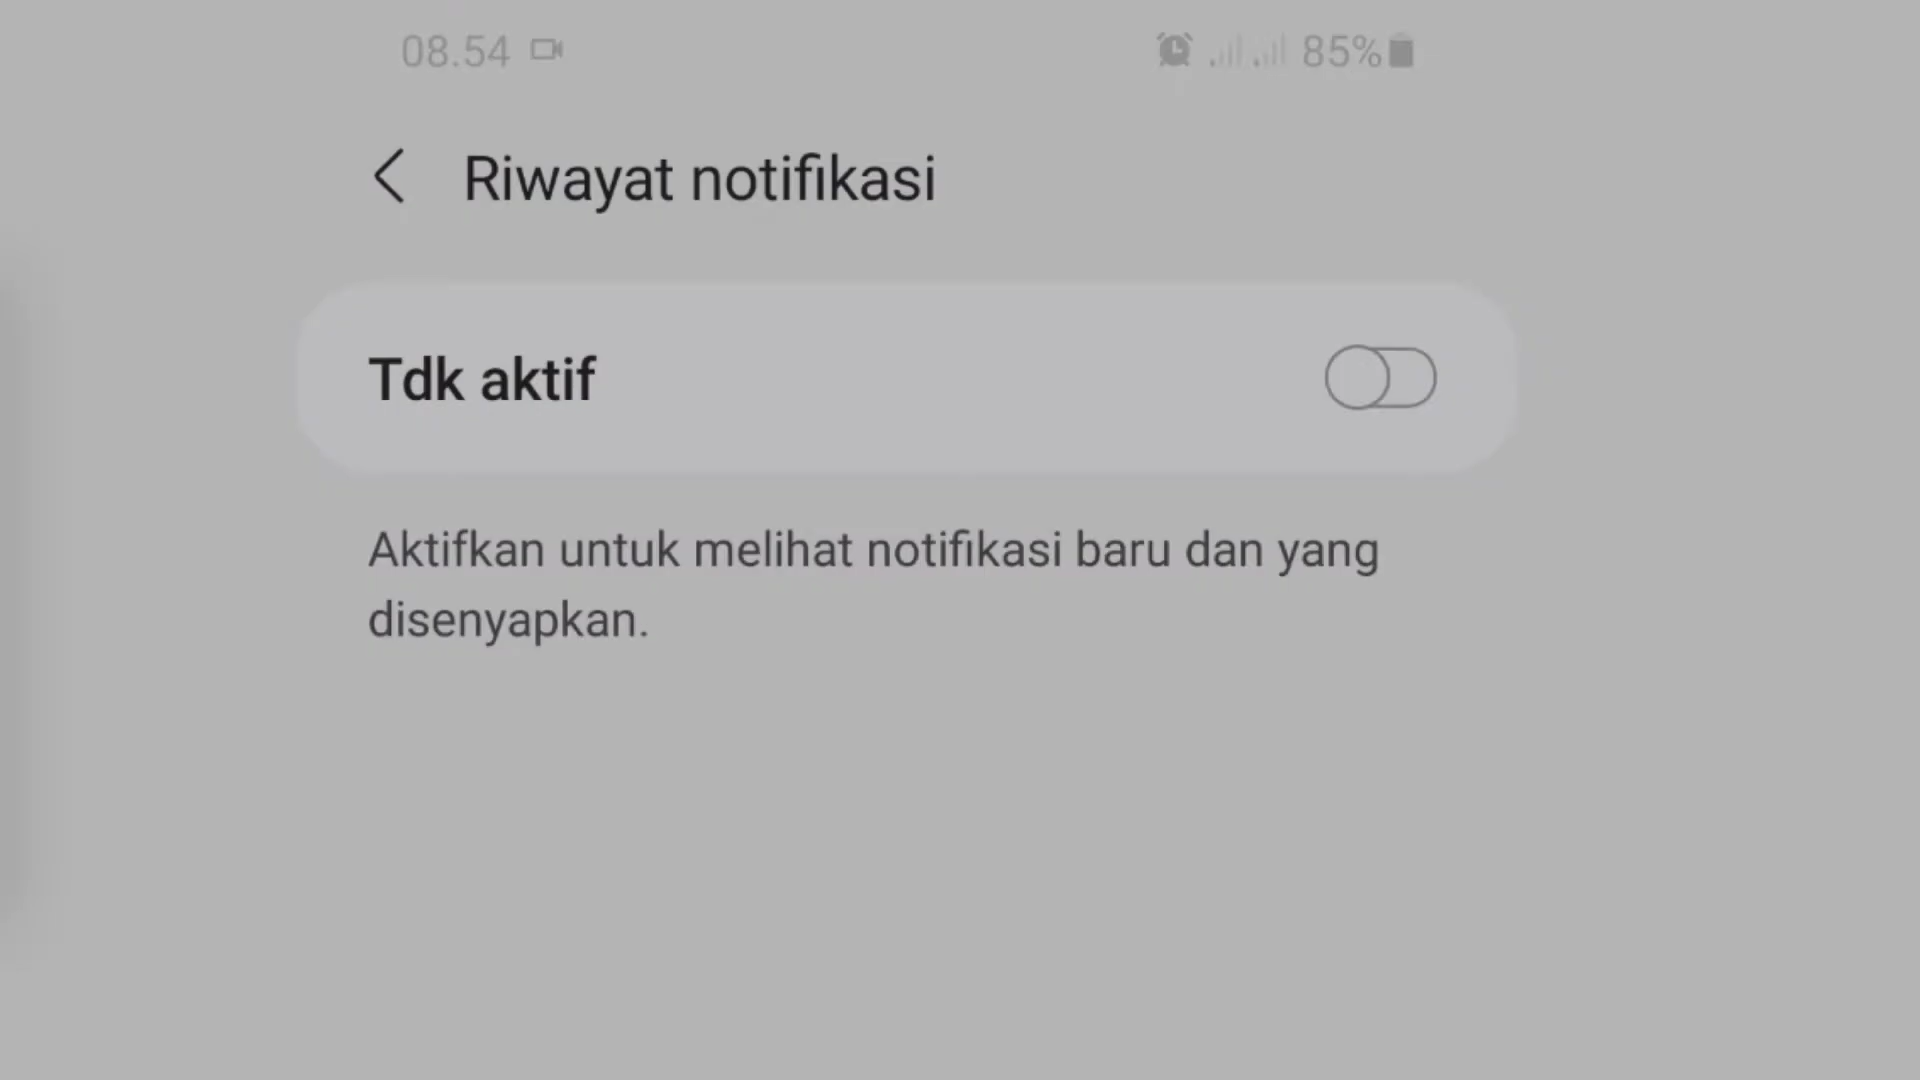 08.54
85%
Riwayat notifikasi
Tdk aktif
Aktifkan untuk melihat notifikasi baru dan yang
disenyapkan.